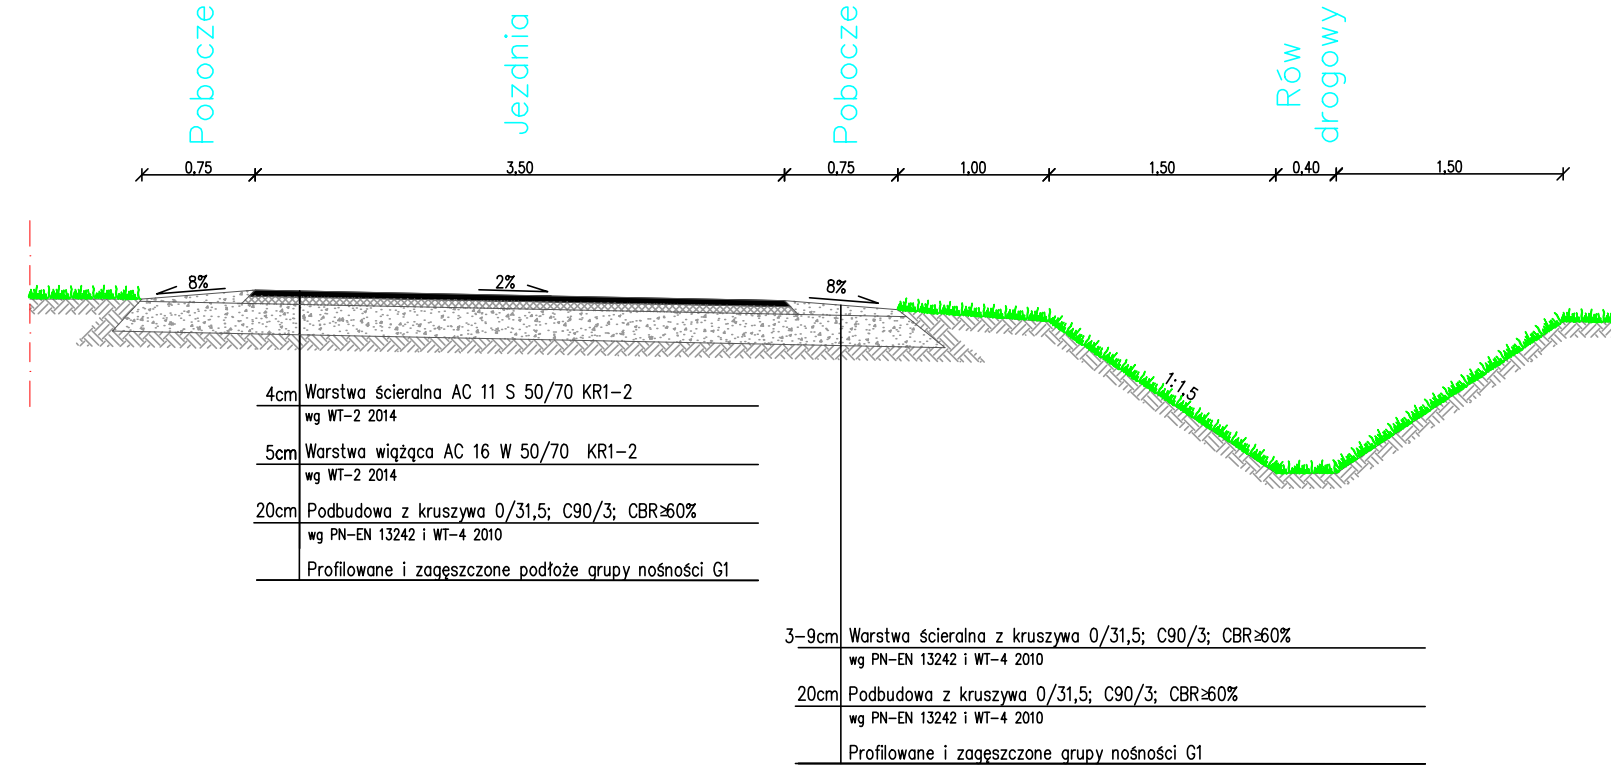 Pobocze
Jezdnia
Pobocze
Rów
drogowy
0,75
3,50
0,75
1,00
1,50
0,40
1,50
8%
2%
8%
1:1,5
4cm Warstwa ścieralna AC 11 S 50/70 KR1-2
wg WT-2 2014
5cm Warstwa wiążąca AC 16 W 50/70 KR1-2
wg WT-2 2014
20cm Podbudowa z kruszywa 0/31,5; C90/3; CBR≥60%
wg PN-EN 13242 i WT-4 2010
Profilowane i zagęszczone podłoże grupy nośności G1
3-9cm Warstwa ścieralna z kruszywa 0/31,5; C90/3; CBR≥60%
wg PN-EN 13242 i WT-4 2010
20cm Podbudowa z kruszywa 0/31,5; C90/3; CBR≥60%
wg PN-EN 13242 i WT-4 2010
Profilowane i zagęszczone grupy nośności G1